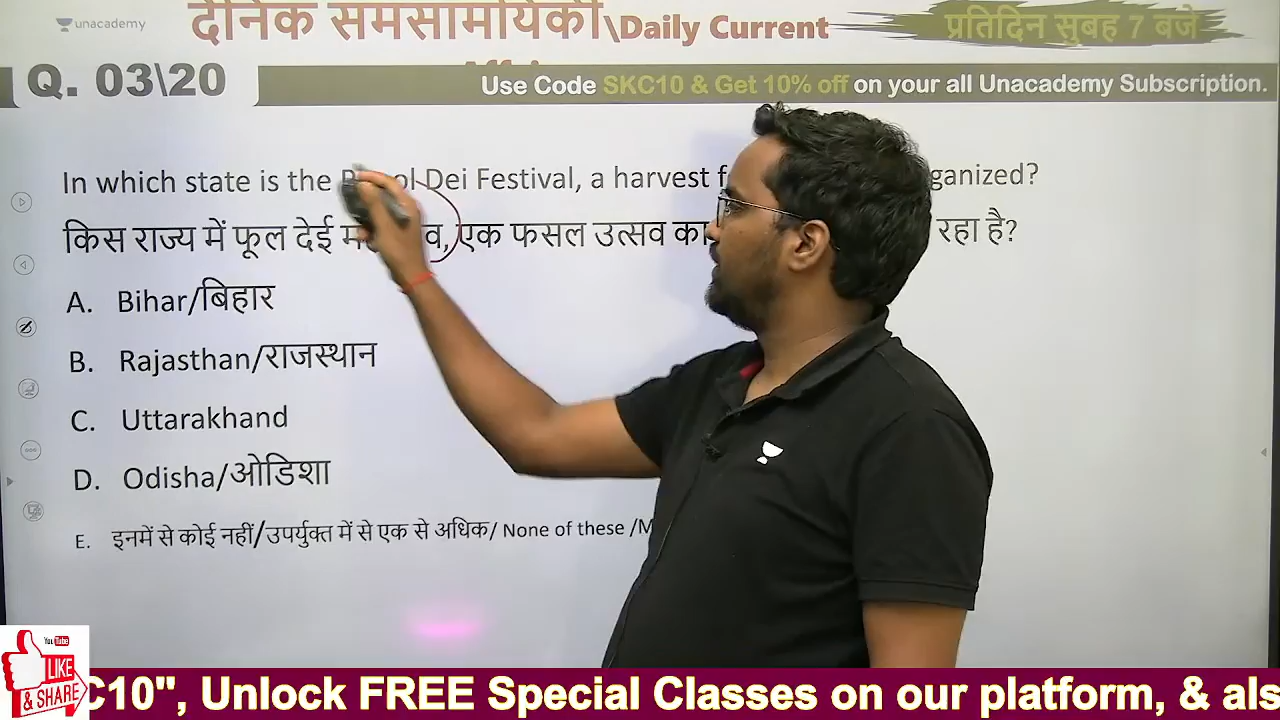 unacademy
दैनिक समसामयिकी\Daily Current
प्रतिदिन सुबह 7 बजे
Q. 03\20
Use Code SKC10 & Get 10% off on your all Unacademy Subscription.
In which state is the Dei Festival, a harvest
किस राज्य में फूल देई एक फसल उत्सव का रहा है?
A. Bihar/बिहार
B. Rajasthan/राजस्थान
C. Uttarakhand
D. Odisha/ओडिशा
E. इनमें से कोई नहीं/उपर्युक्त में से एक से अधिक/ None of these /M
YouTube
LIKE
& SHARE
C10", Unlock FREE Special Classes on our platform, & als